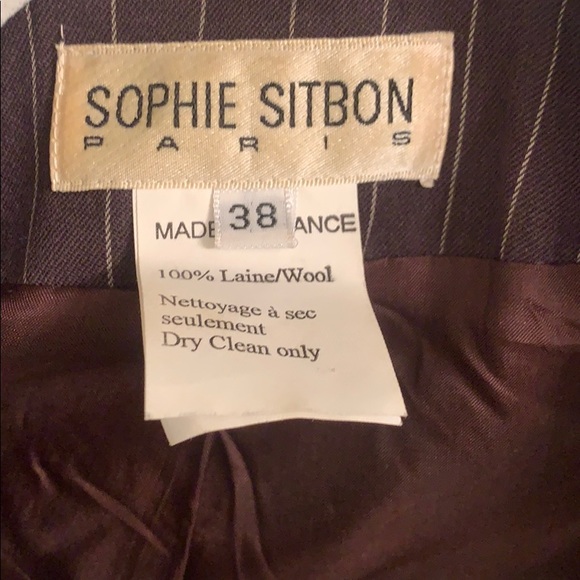 SOPHIE SITBON
PARIS
38
MADE ANCE
100% Laine/Wool
Nettoyage à sec
seulement
Dry Clean only